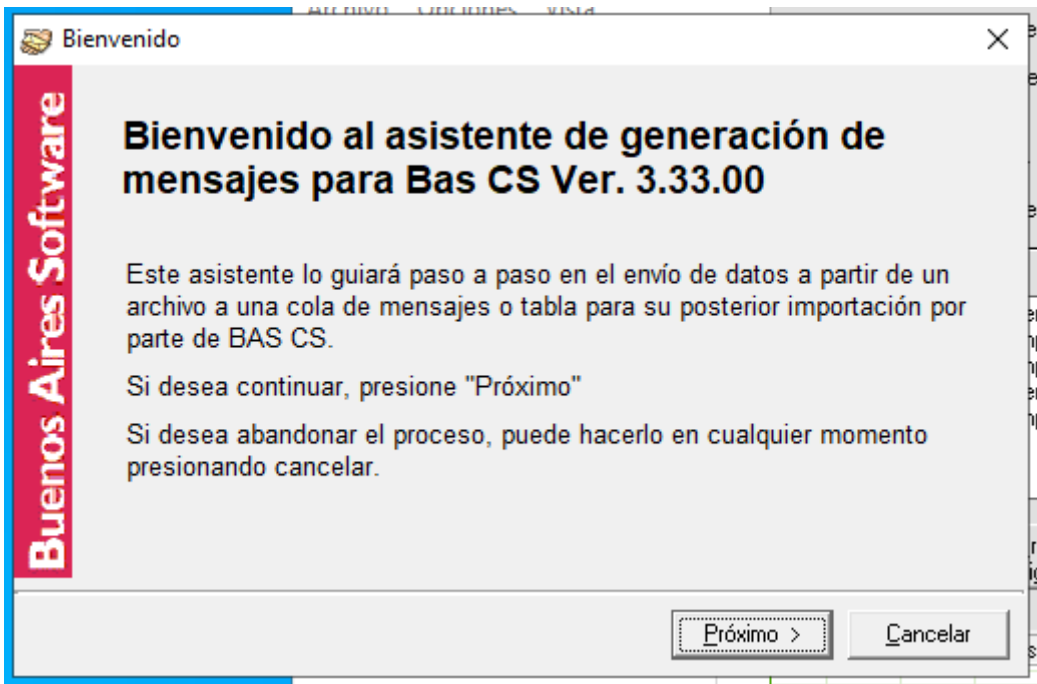 Archivo Opciones Vista
Bienvenido
Buenos Aires Software
Bienvenido al asistente de generación de
mensajes para Bas CS Ver. 3.33.00
Este asistente lo guiará paso a paso en el envío de datos a partir de un
archivo a una cola de mensajes o tabla para su posterior importación por
parte de BAS CS.
Si desea continuar, presione "Próximo"
Si desea abandonar el proceso, puede hacerlo en cualquier momento
presionando cancelar.
Próximo >
Cancelar